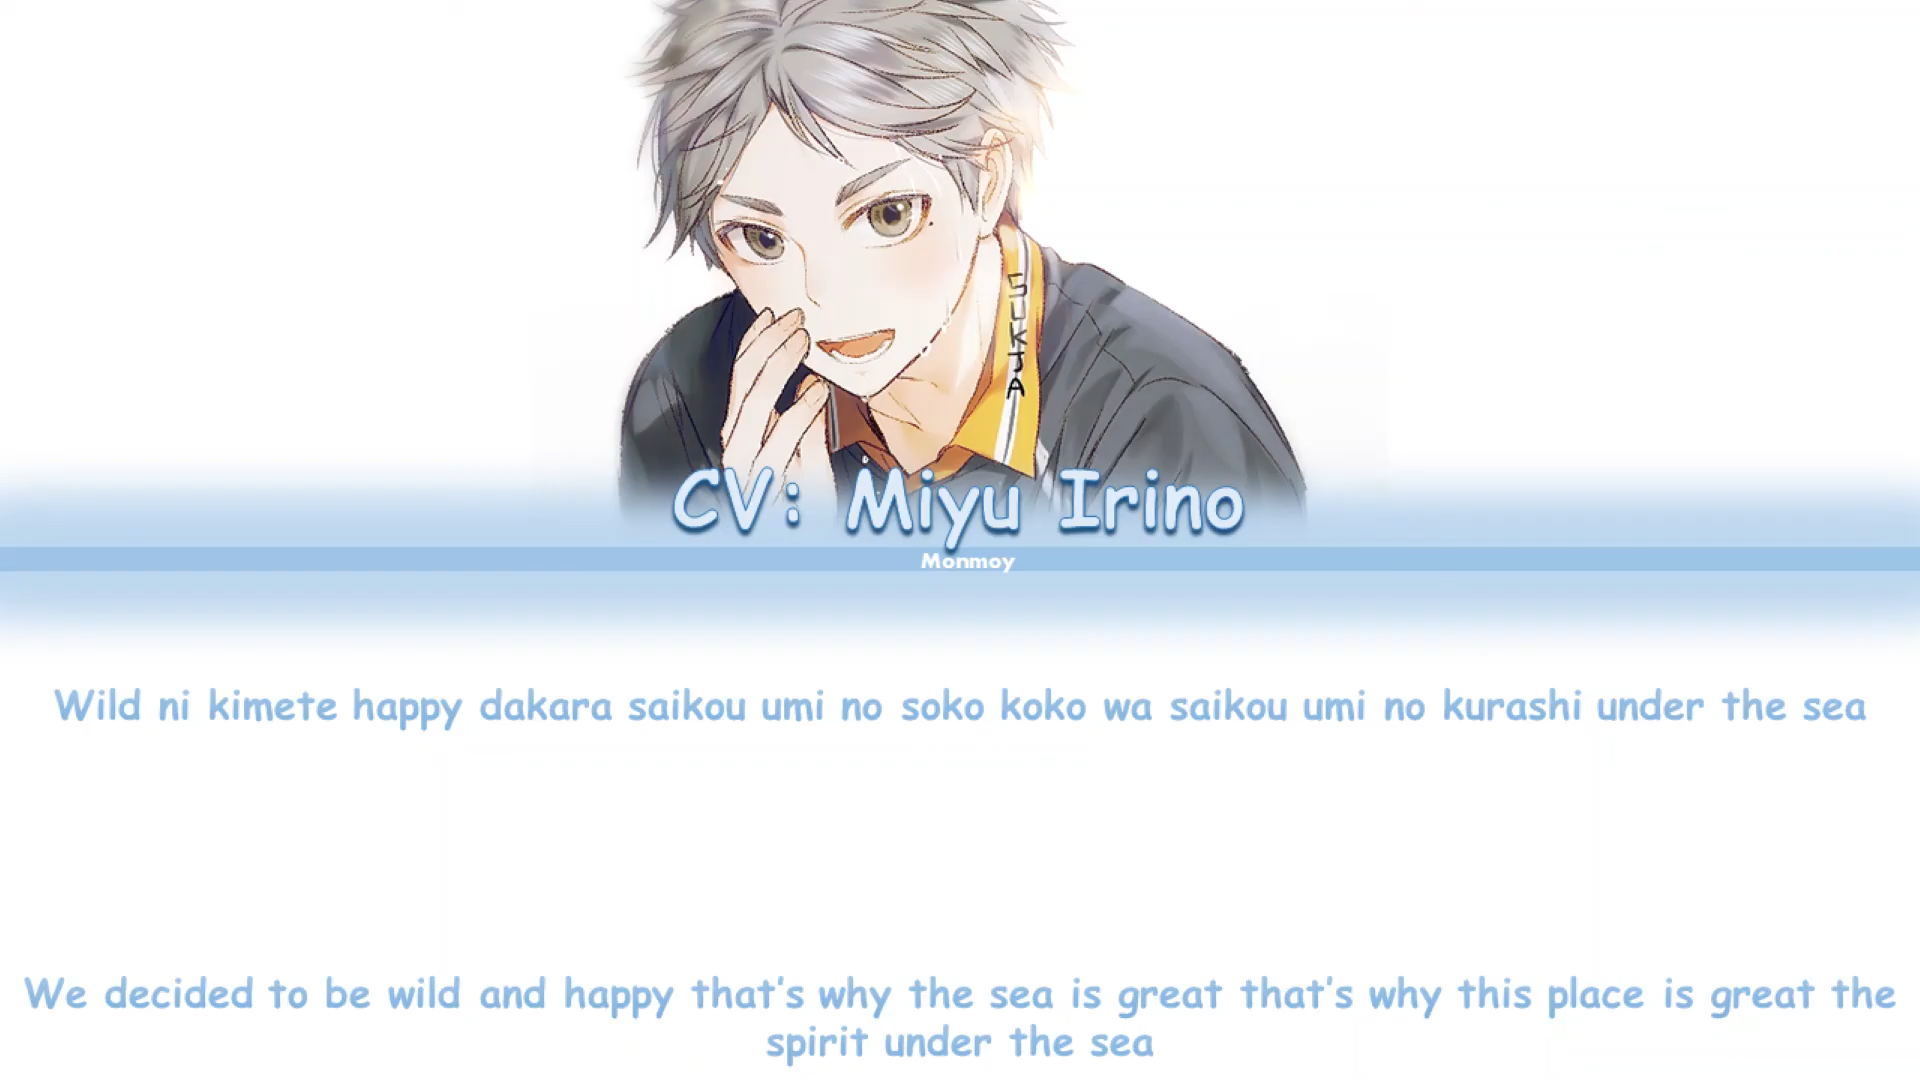 SUKJA
CV: Miyu Irino
Monmoy
Wild ni kimete happy dakara saikou umi no soko koko wa saikou umi no kurashi under the sea
We decided to be wild and happy that's why the sea is great that's why this place is great the
spirit under the sea